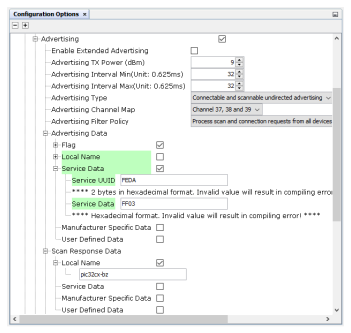 Configuration Options ×
Advertising
Enable Extended Advertising
Advertising TX Power (dBm) 9
Advertising Interval Min(Unit: 0.625ms) 32
Advertising Interval Max(Unit: 0.625ms) 32
Advertising Type Connectable and scannable undirected advertising
Advertising Channel Map Channel 37, 38 and 39
Advertising Filter Policy Process scan and connection requests from all devices
Advertising Data
Flag
Local Name
Service Data
Service UUID FEDA
**** 2 bytes in hexadecimal format. Invalid value will result in compiling erro
Service Data FF03
**** Hexadecimal format. Invalid value will result in compiling error! ****
Manufacturer Specific Data
User Defined Data
Scan Response Data
Local Name
pic32cx-bz
Service Data
Manufacturer Specific Data
User Defined Data